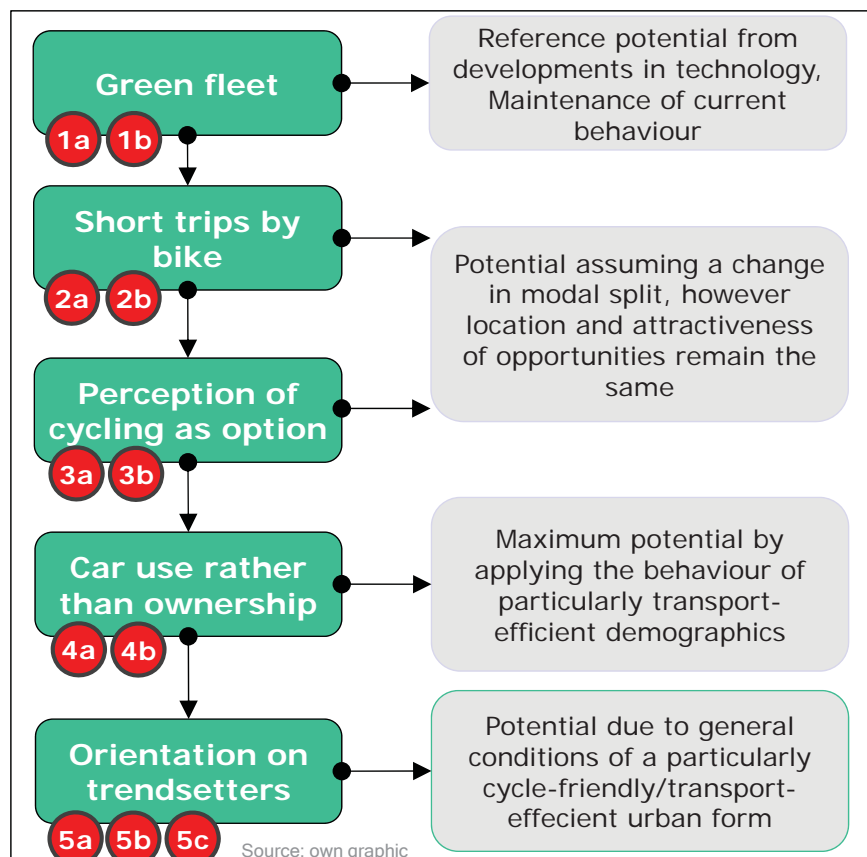 Green fleet
Reference potential from
developments in technology,
Maintenance of current
behaviour
1a
1b
Short trips by
bike
2a
2b
Potential assuming a change
in modal split, however
location and attractiveness
of opportunities remain the
same
Perception of
cycling as option
3a
3b
Car use rather
than ownership
4a
4b
Maximum potential by
applying the behaviour of
particularly transport-
efficient demographics
Orientation on
trendsetters
5a
5b
5c
Potential due to general
conditions of a particularly
cycle-friendly/transport-
effecient urban form
Source: own graphic